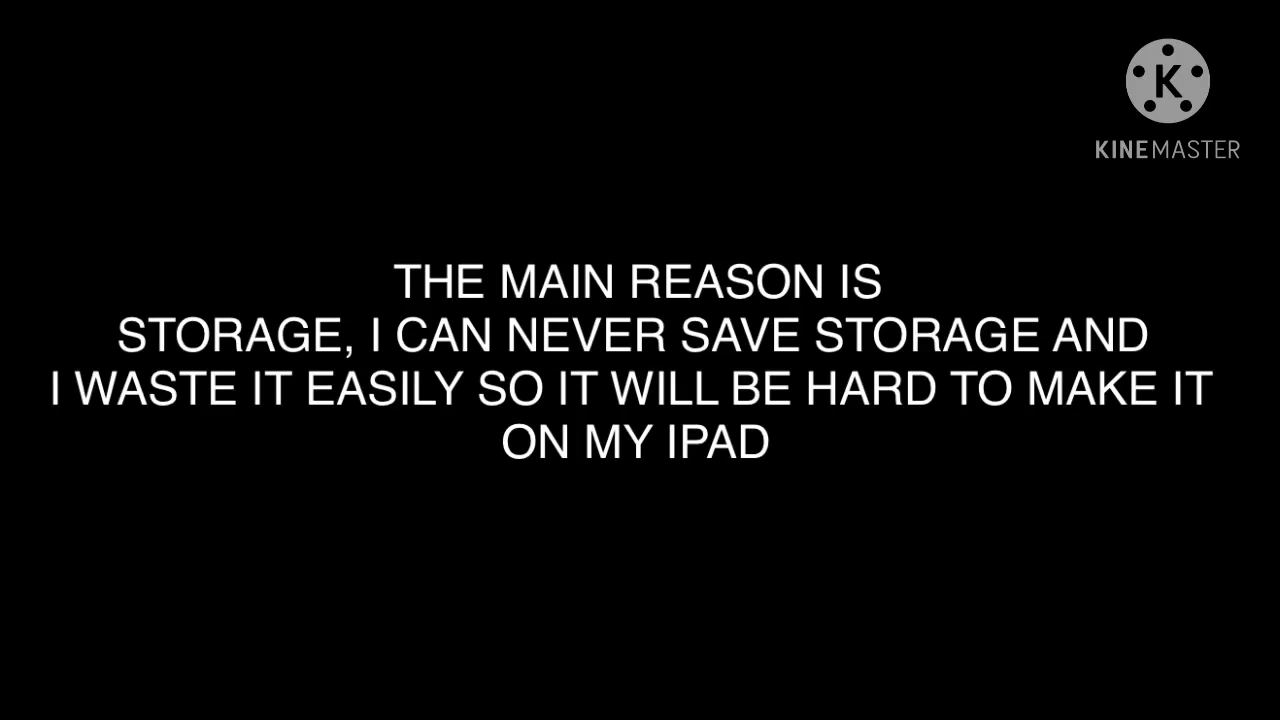 K
KINEMASTER
THE MAIN REASON IS
STORAGE, I CAN NEVER SAVE STORAGE AND
I WASTE IT EASILY SO IT WILL BE HARD TO MAKE IT
ON MY IPAD